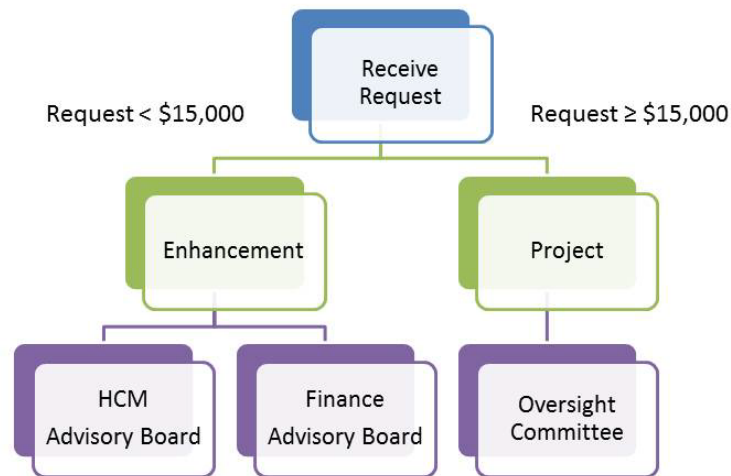 Receive
Request
Request < $15,000
Request ≥ $15,000
Enhancement
Project
HCM
Advisory Board
Finance
Advisory Board
Oversight
Committee